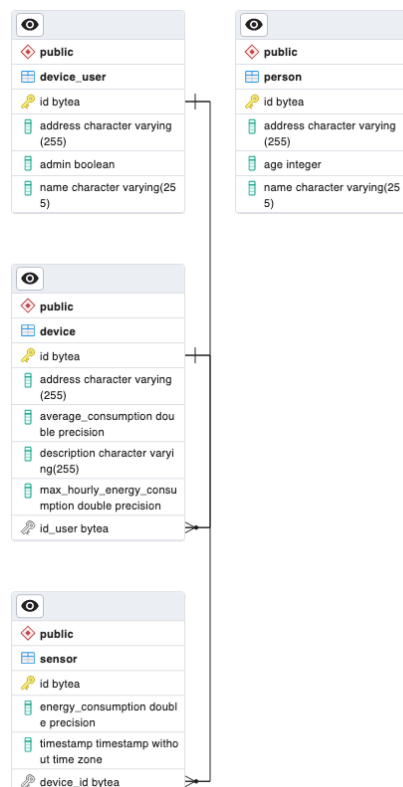 public
device_user
id bytea
address character varying
(255)
admin boolean
name character varying(25
5)
public
person
id bytea
address character varying
(255)
age integer
name character varying(25
5)
public
device
id bytea
address character varying
(255)
average_consumption dou
ble precision
description character varyi
ng(255)
max_hourly_energy_consu
mption double precision
id_user bytea
public
sensor
id bytea
energy_consumption doubl
e precision
timestamp timestamp witho
ut time zone
device_id bytea